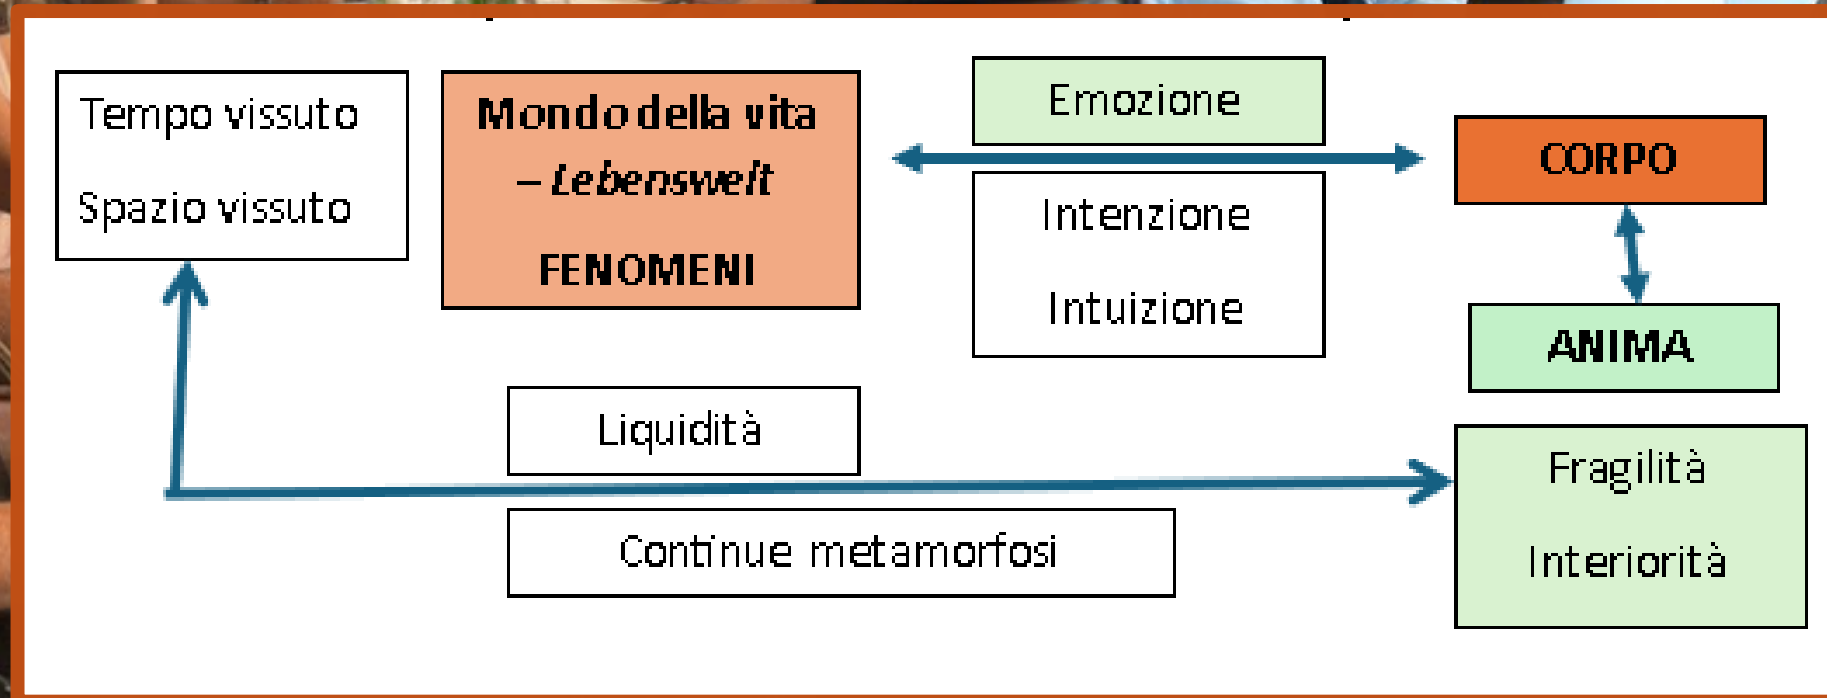 Tempo vissuto
Spazio vissuto
Mondo della vita
– Lebenswelt
FENOMENI
Emozione
Intenzione
Intuizione
CORPO
ANIMA
Liquidità
Continue metamorfosi
Fragilità
Interiorità